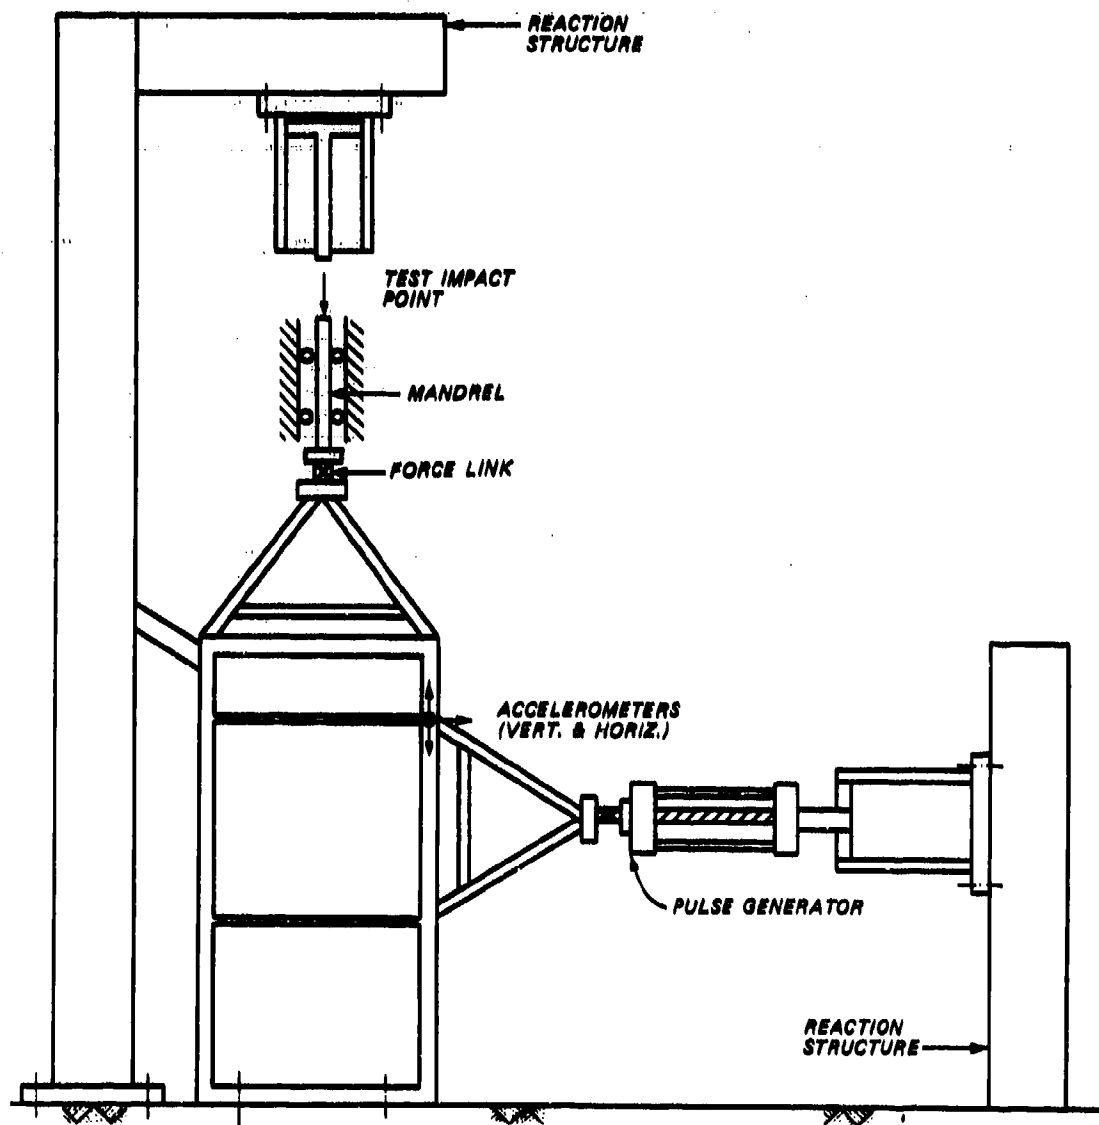 REACTION
STRUCTURE
TEST IMPACT
POINT
MANDREL
FORCE LINK
ACCELEROMETERS
(VERT. & HORIZ.)
PULSE GENERATOR
REACTION
STRUCTURE